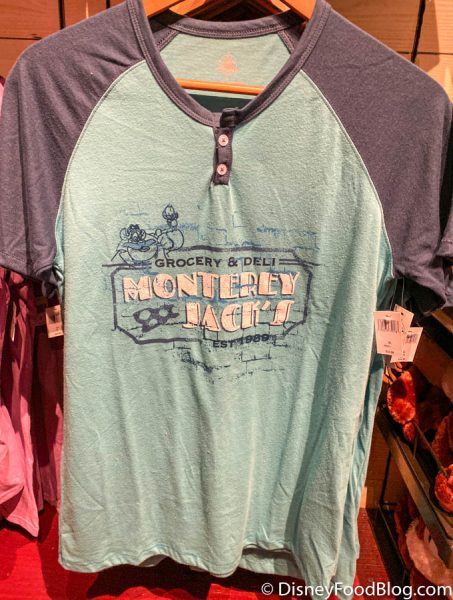 GROCERY & DELI
MONTEREY
JACK'S
EST 1989
©DisneyFoodBlog.com